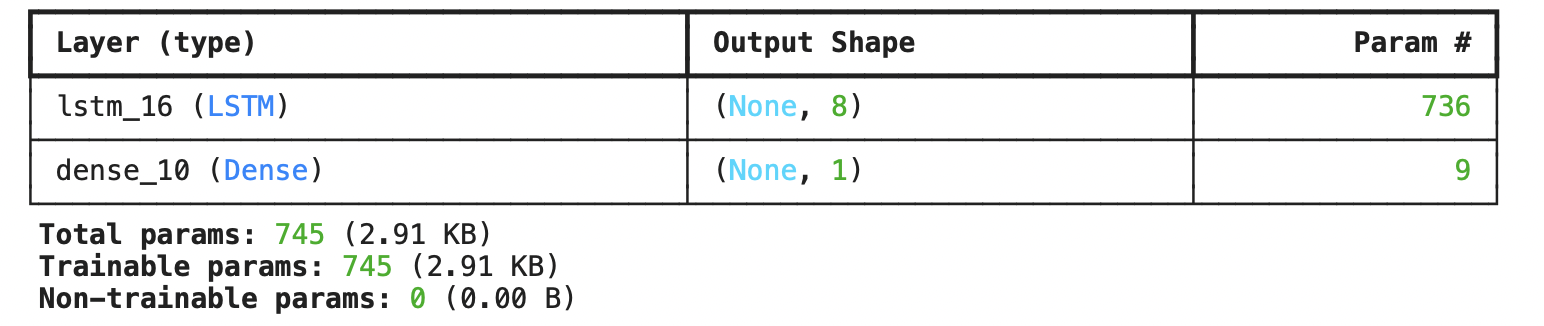 Layer (type) Output Shape Param #
lstm_16 (LSTM) (None, 8) 736
dense_10 (Dense) (None, 1) 9
Total params: 745 (2.91 KB)
Trainable params: 745 (2.91 KB)
Non-trainable params: 0 (0.00 B)